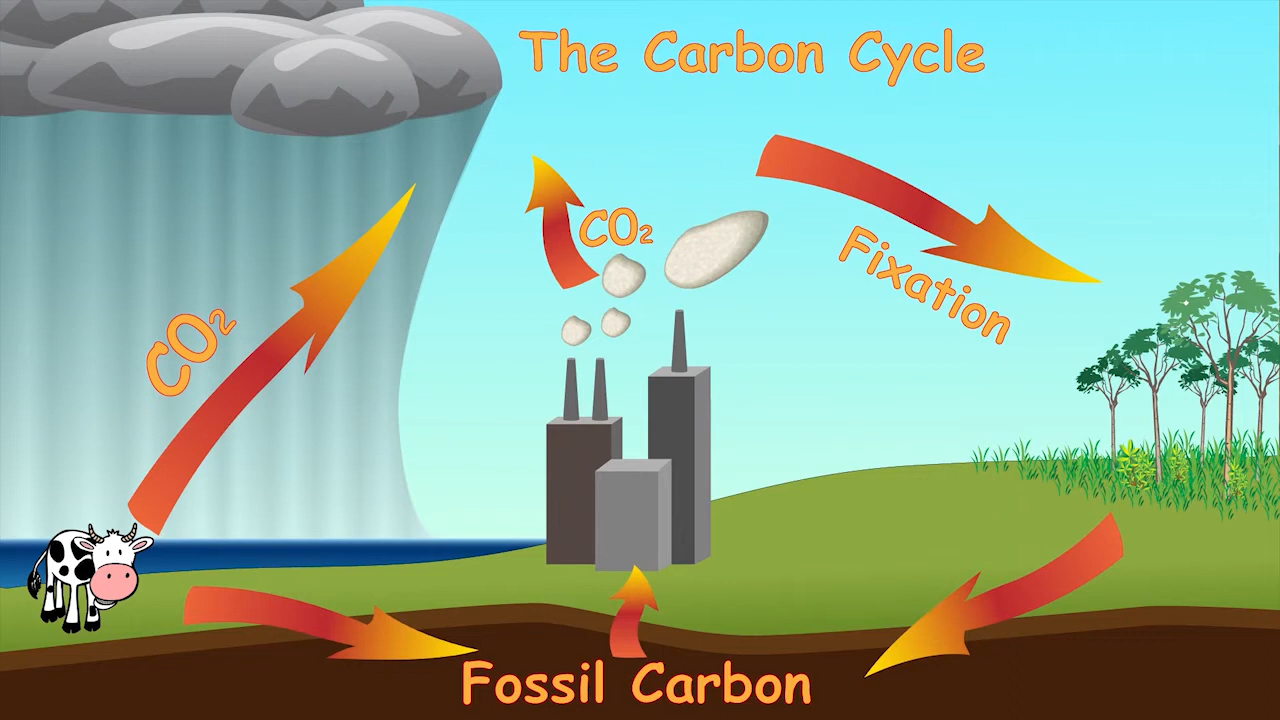 The Carbon Cycle
CO₂
CO₂
Fixation
Fossil Carbon